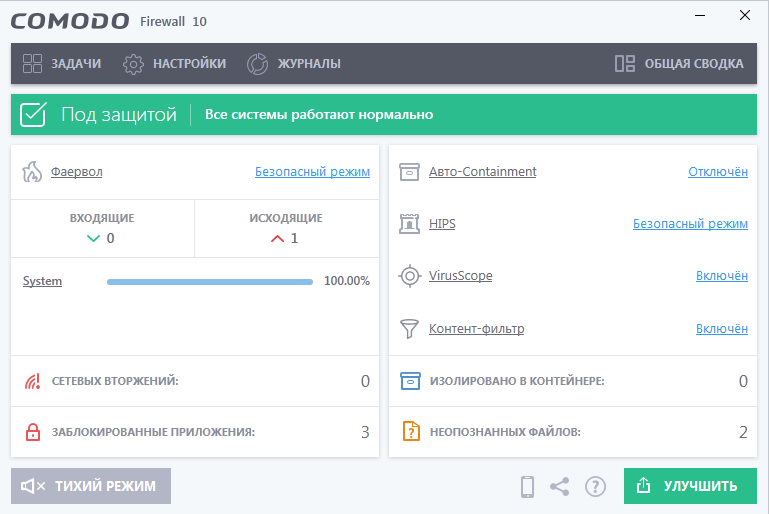 COMODO Firewall 10
ЗАДАЧИ НАСТРОЙКИ ЖУРНАЛЫ ОБЩАЯ СВОДКА
Под защитой Все системы работают нормально
Фаервол Безопасный режим
ВХОДЯЩИЕ ИСХОДЯЩИЕ
0 1
System 100.00%
СЕТЕВЫХ ВТОРЖЕНИЙ: 0
ЗАБЛОКИРОВАННЫЕ ПРИЛОЖЕНИЯ: 3
Авто-Containment Отключён
HIPS Безопасный режим
VirusScope Включён
Контент-фильтр Включён
ИЗОЛИРОВАНО В КОНТЕЙНЕРЕ: 0
НЕОПОЗНАННЫХ ФАЙЛОВ: 2
ТИХИЙ РЕЖИМ УЛУЧШИТЬ